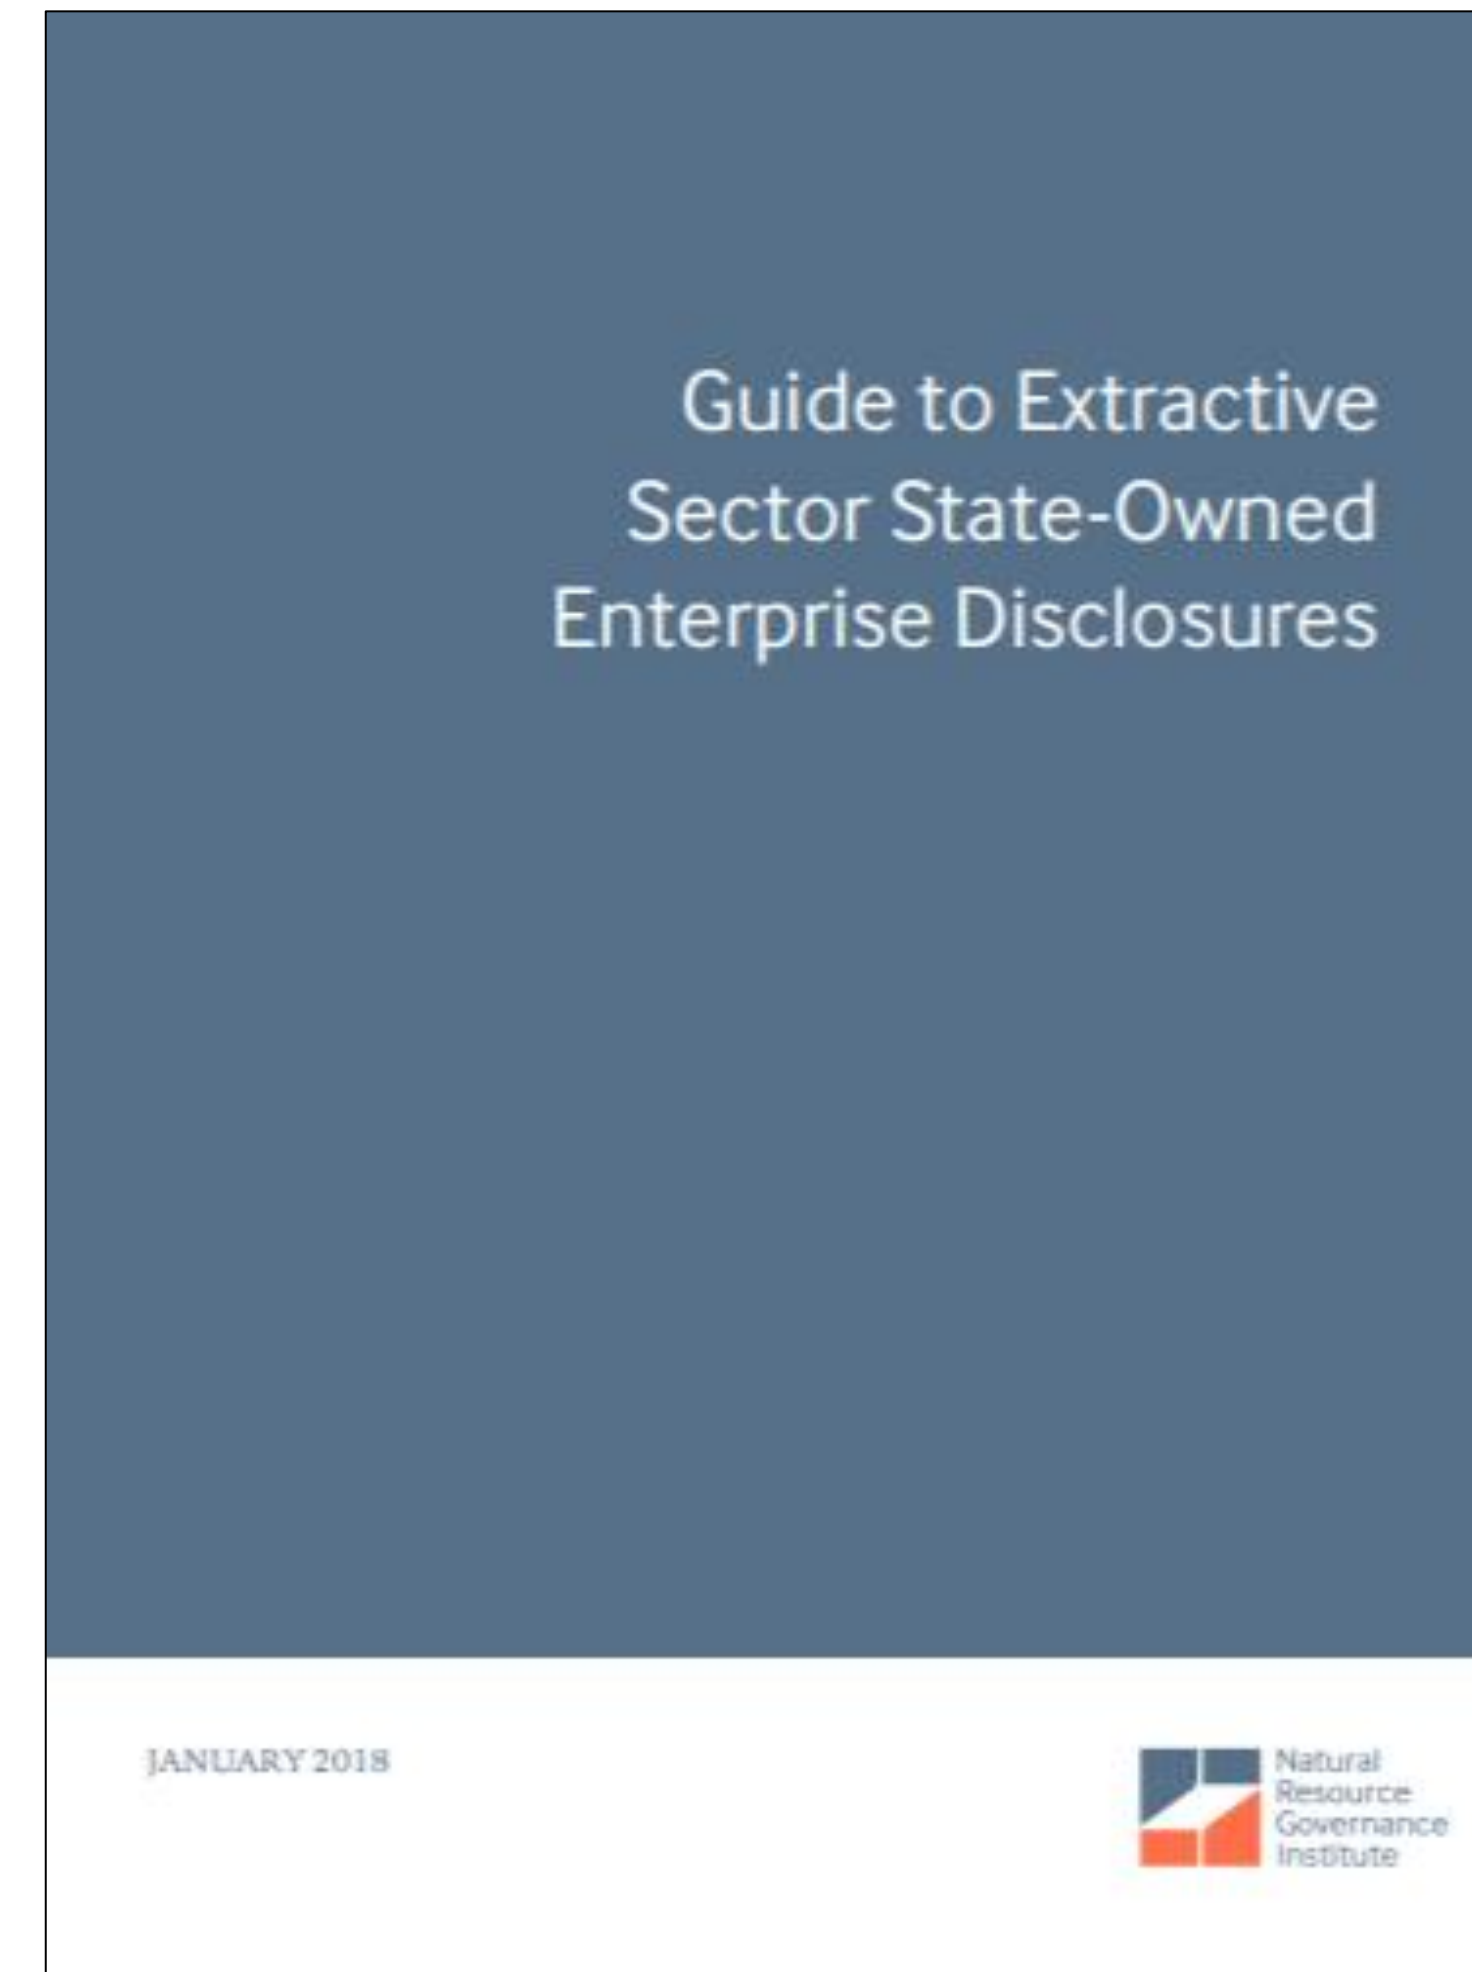 Guide to Extractive
Sector State-Owned
Enterprise Disclosures
JANUARY 2018
Natural
Resource
Governance
Institute